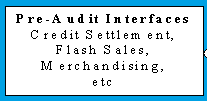 Pre-Audit Interfaces
Credit Settlement,
Flash Sales,
Merchandising,
etc